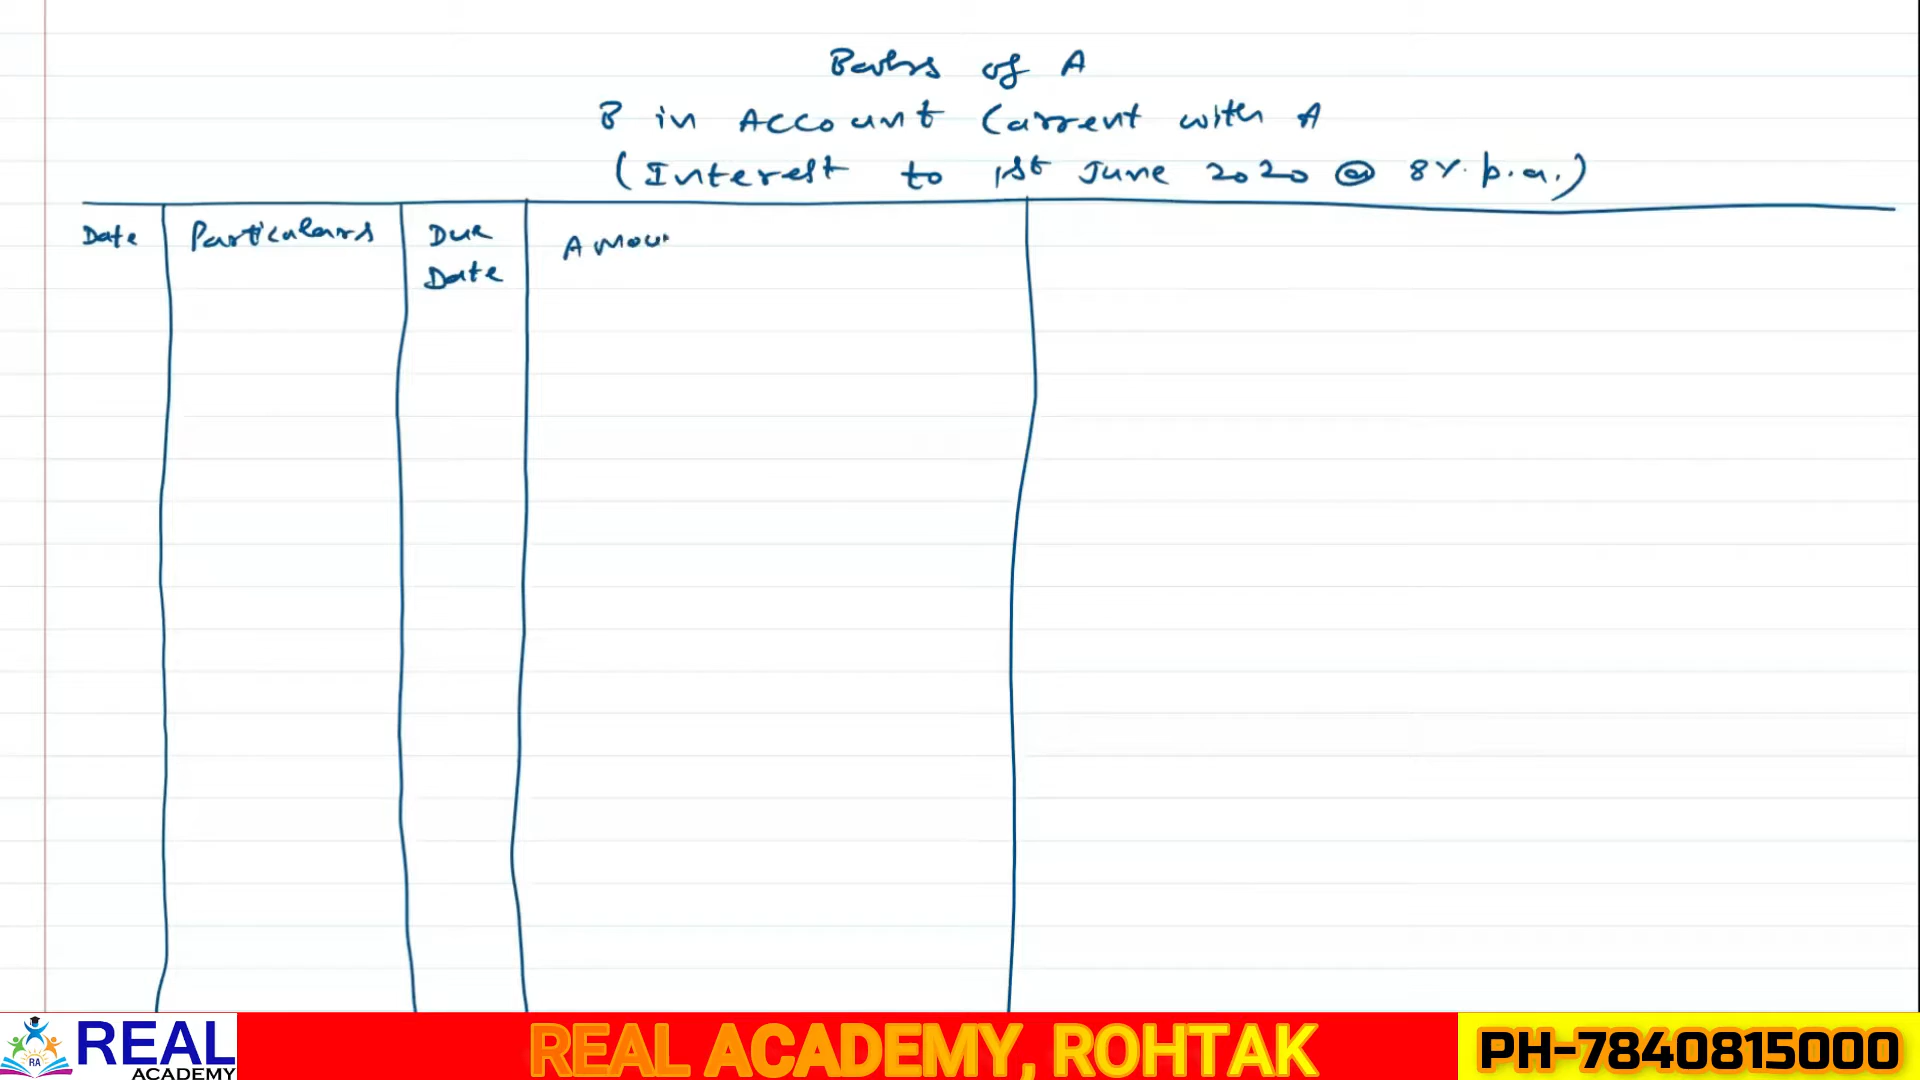 Books of A
B in Account Current with A
(Interest to 1st June 2020 @ 8%. p.a.)
Date Particulars Due Date Amou
REAL ACADEMY
RA
REAL ACADEMY, ROHTAK
PH-7840815000